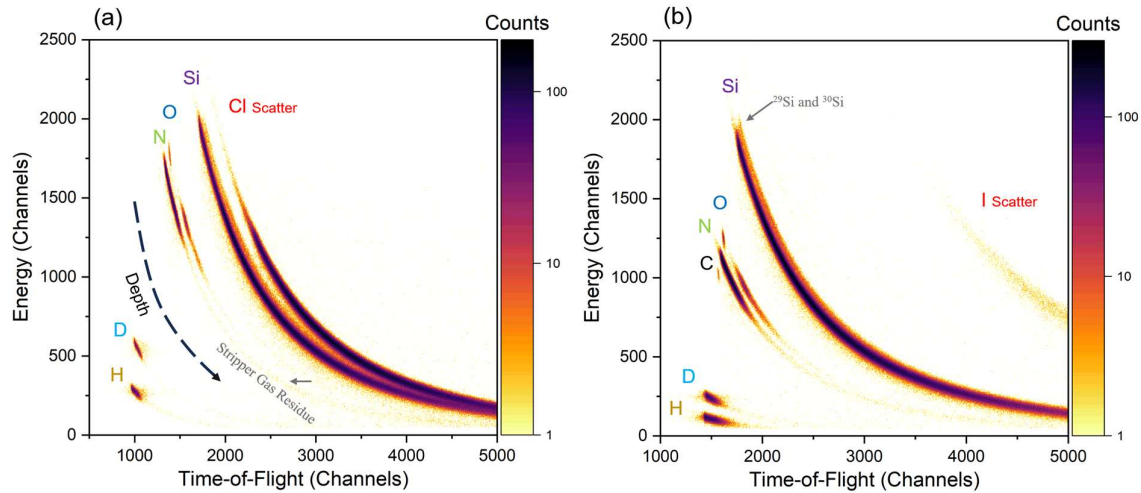 (a)
Counts
2500
2000
1500
1000
500
0
Energy (Channels)
Si
O
Cl Scatter
N
Depth
D
H
Stripper Gas Residue
100
10
1
1000
2000
3000
4000
5000
Time-of-Flight (Channels)
(b)
Counts
2500
2000
1500
1000
500
0
Energy (Channels)
Si
²⁹Si and ³⁰Si
O
I Scatter
N
C
D
H
100
10
1
1000
2000
3000
4000
5000
Time-of-Flight (Channels)